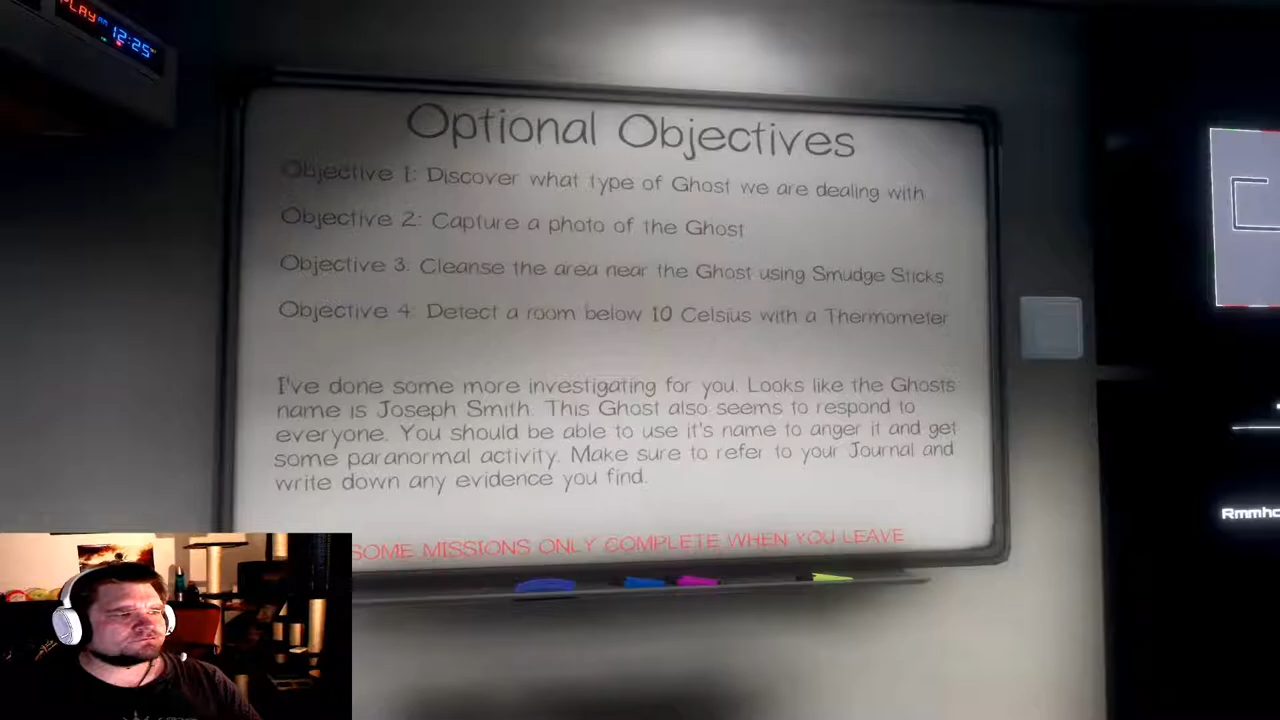 PLAY
12:25
Optional Objectives
Objective 1: Discover what type of Ghost we are dealing with
Objective 2: Capture a photo of the Ghost
Objective 3: Cleanse the area near the Ghost using Smudge Sticks
Objective 4: Detect a room below 10 Celsius with a Thermometer
I've done some more investigating for you. Looks like the Ghosts
name is Joseph Smith. This Ghost also seems to respond to
everyone. You should be able to use it's name to anger it and get
some paranormal activity. Make sure to refer to your Journal and
write down any evidence you find.
SOME MISSIONS ONLY COMPLETE WHEN YOU LEAVE